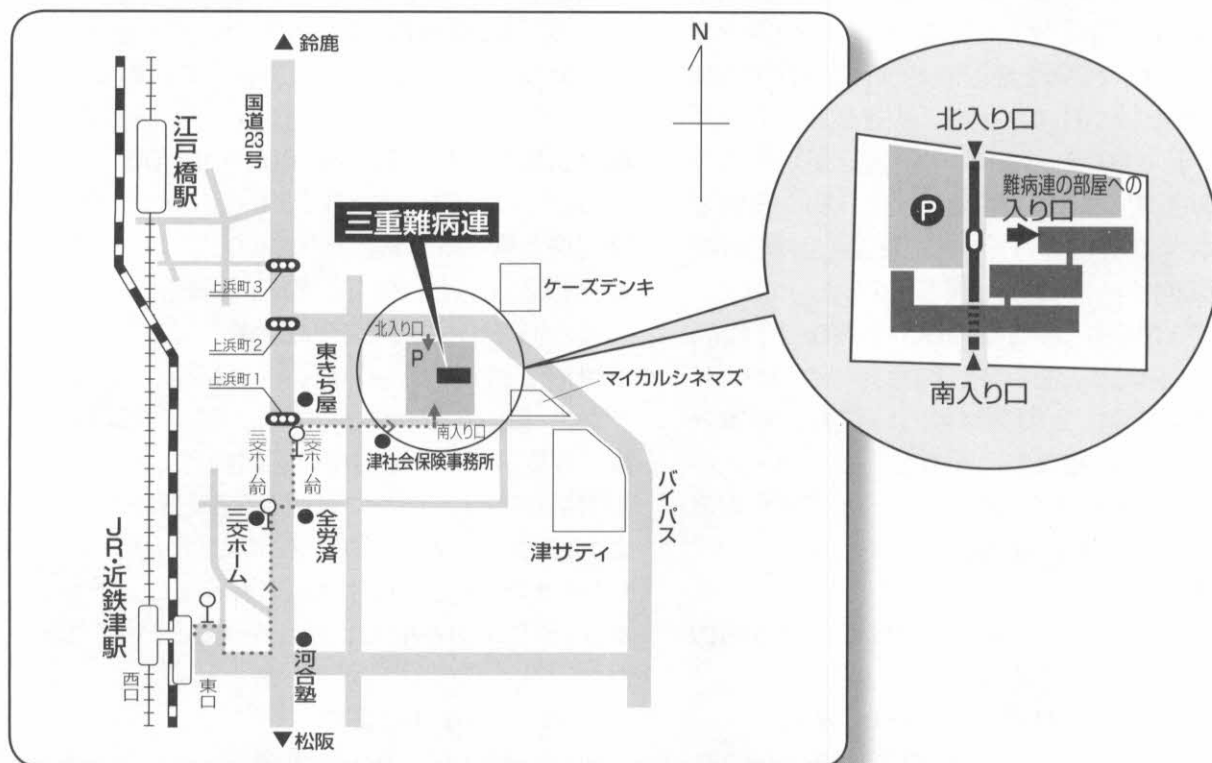 ▲ 鈴鹿
N
国道23号
江戸橋駅
三重難病連
上浜町3
ケーズデンキ
上浜町2
北入り口
P
東きち屋
マイカルシネマズ
上浜町1
南入り口
三交ホーム前
三交ホーム前
津社会保険事務所
バイパス
三交ホーム
全労済
津サティ
JR・近鉄津駅
河合塾
西口
東口
▼松阪
北入り口
難病連の部屋への
入り口
P
南入り口